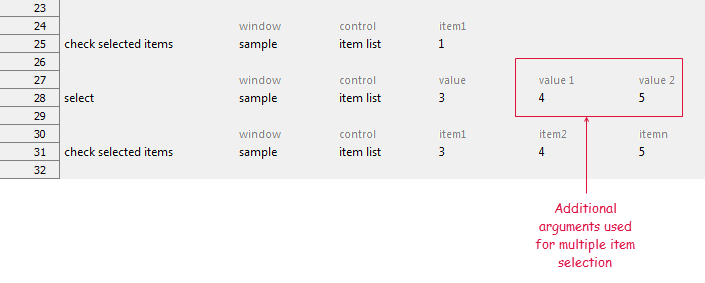 23
24 window control item1
25 check selected items sample item list 1
26
27 window control value value 1 value 2
28 select sample item list 3 4 5
29
30 window control item1 item2 itemn
31 check selected items sample item list 3 4 5
32
Additional
arguments used
for multiple item
selection